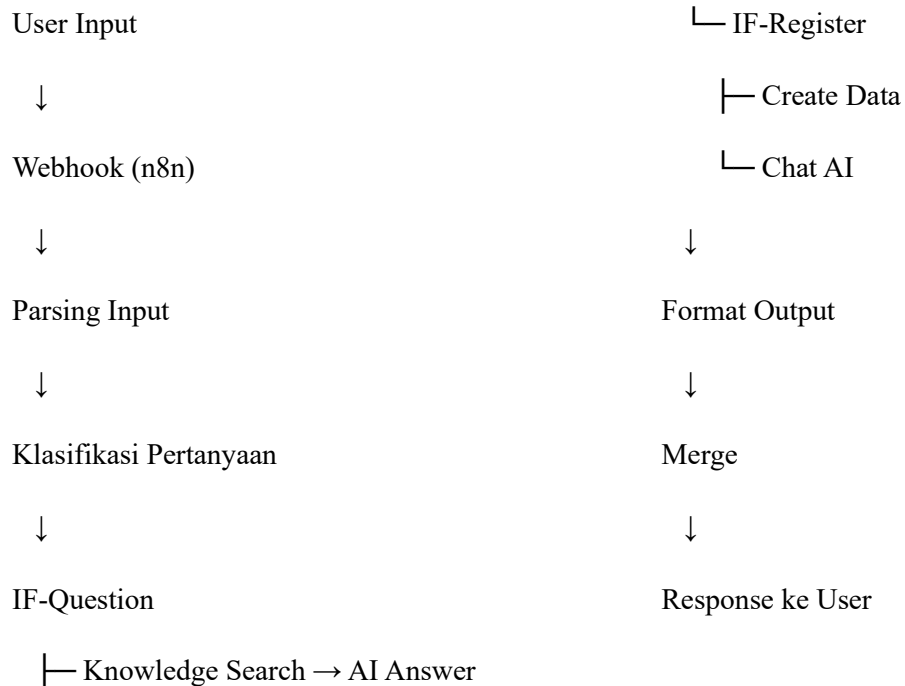 User Input
↓
Webhook (n8n)
↓
Parsing Input
↓
Klasifikasi Pertanyaan
↓
IF-Question
├── Knowledge Search → AI Answer
└── IF-Register
├── Create Data
└── Chat AI
↓
Format Output
↓
Merge
↓
Response ke User